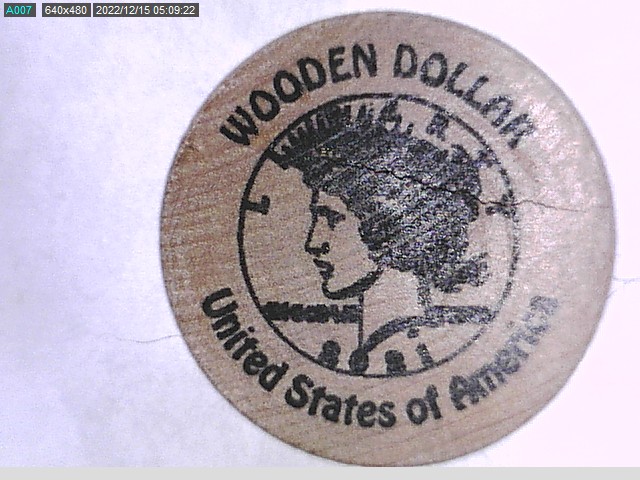 A007 640x480 2022/12/15 05:09:22
WOODEN DOLLAR
United States of America